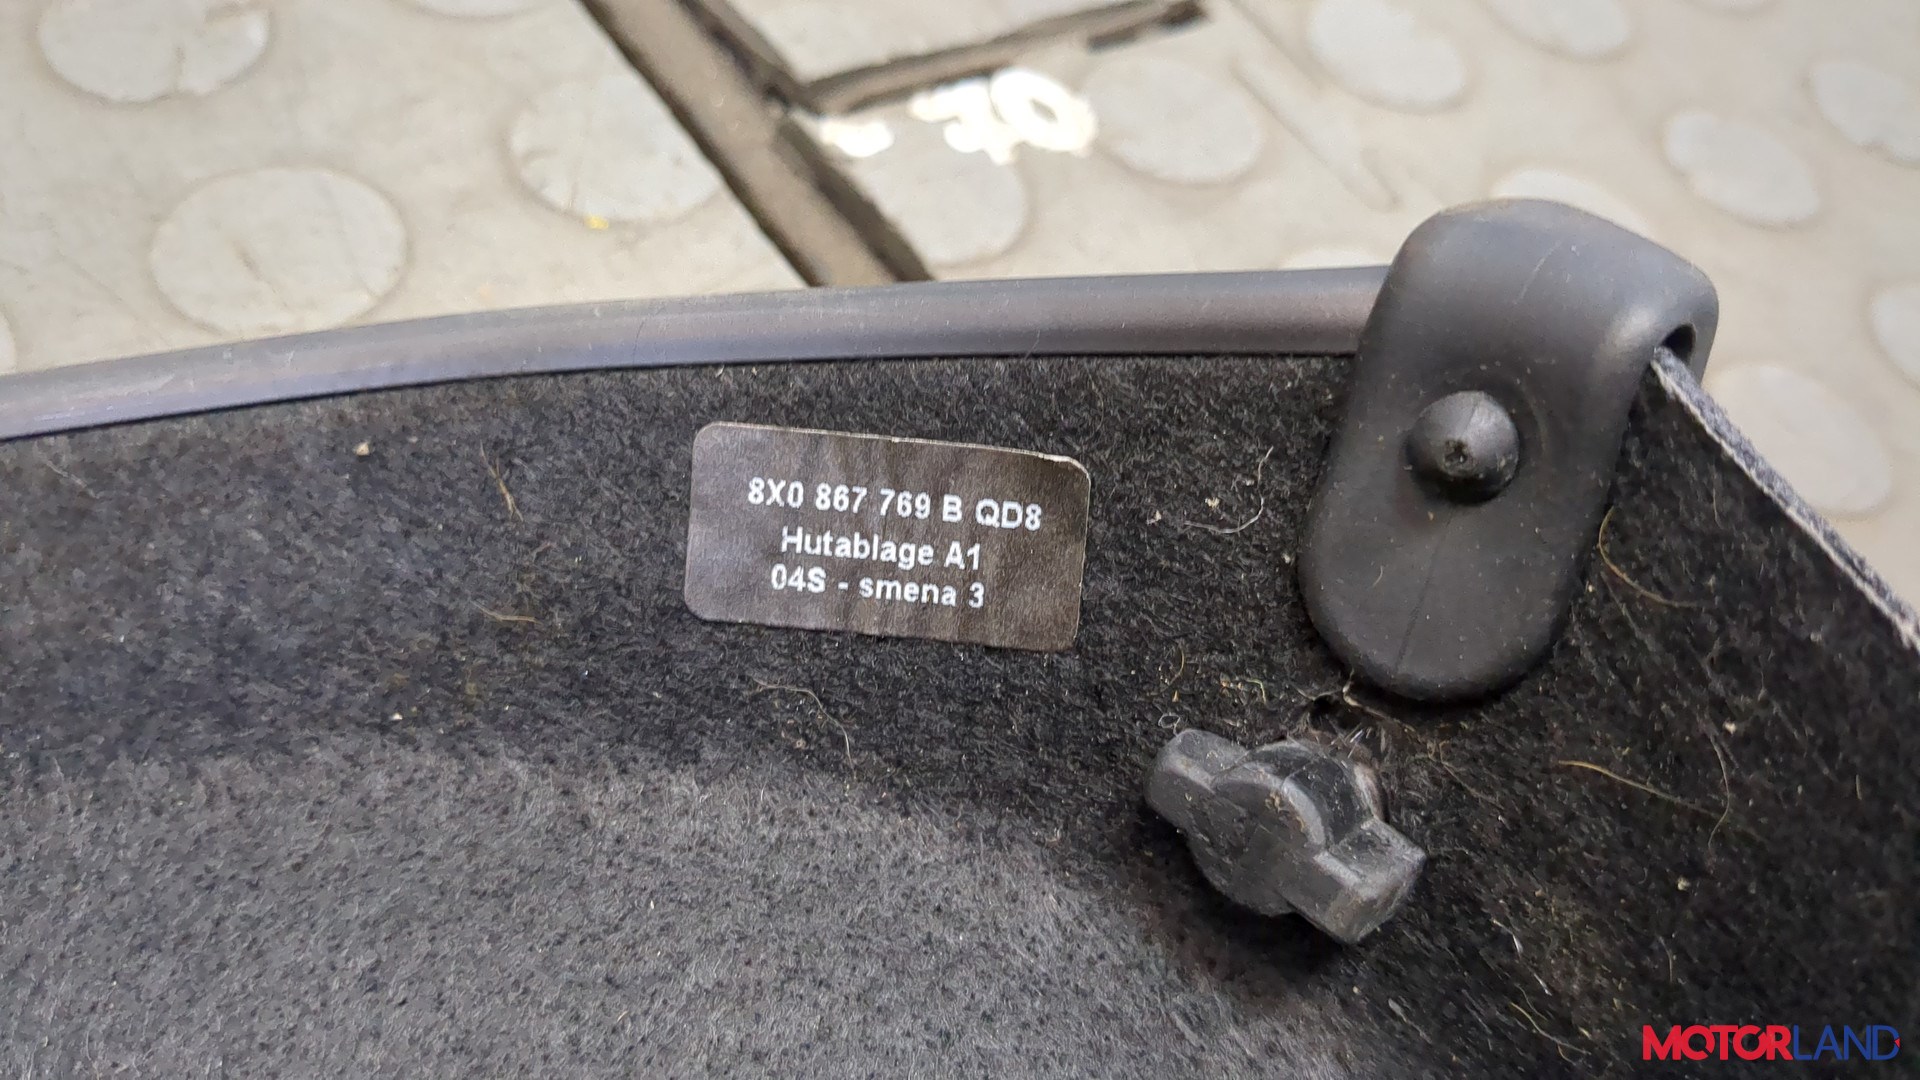 8X0 867 769 B QD8
Hutablage A1
04S - smena 3
MOTORLAND